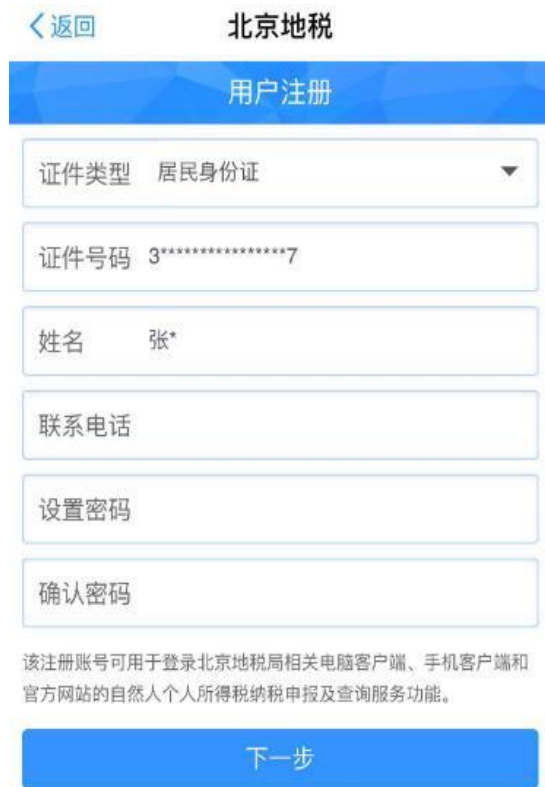 返回
北京地税
用户注册
证件类型 居民身份证
证件号码 3****************7
姓名 张*
联系电话
设置密码
确认密码
该注册账号可用于登录北京地税局相关电脑客户端、手机客户端和
官方网站的自然人个人所得税纳税申报及查询服务功能。
下一步